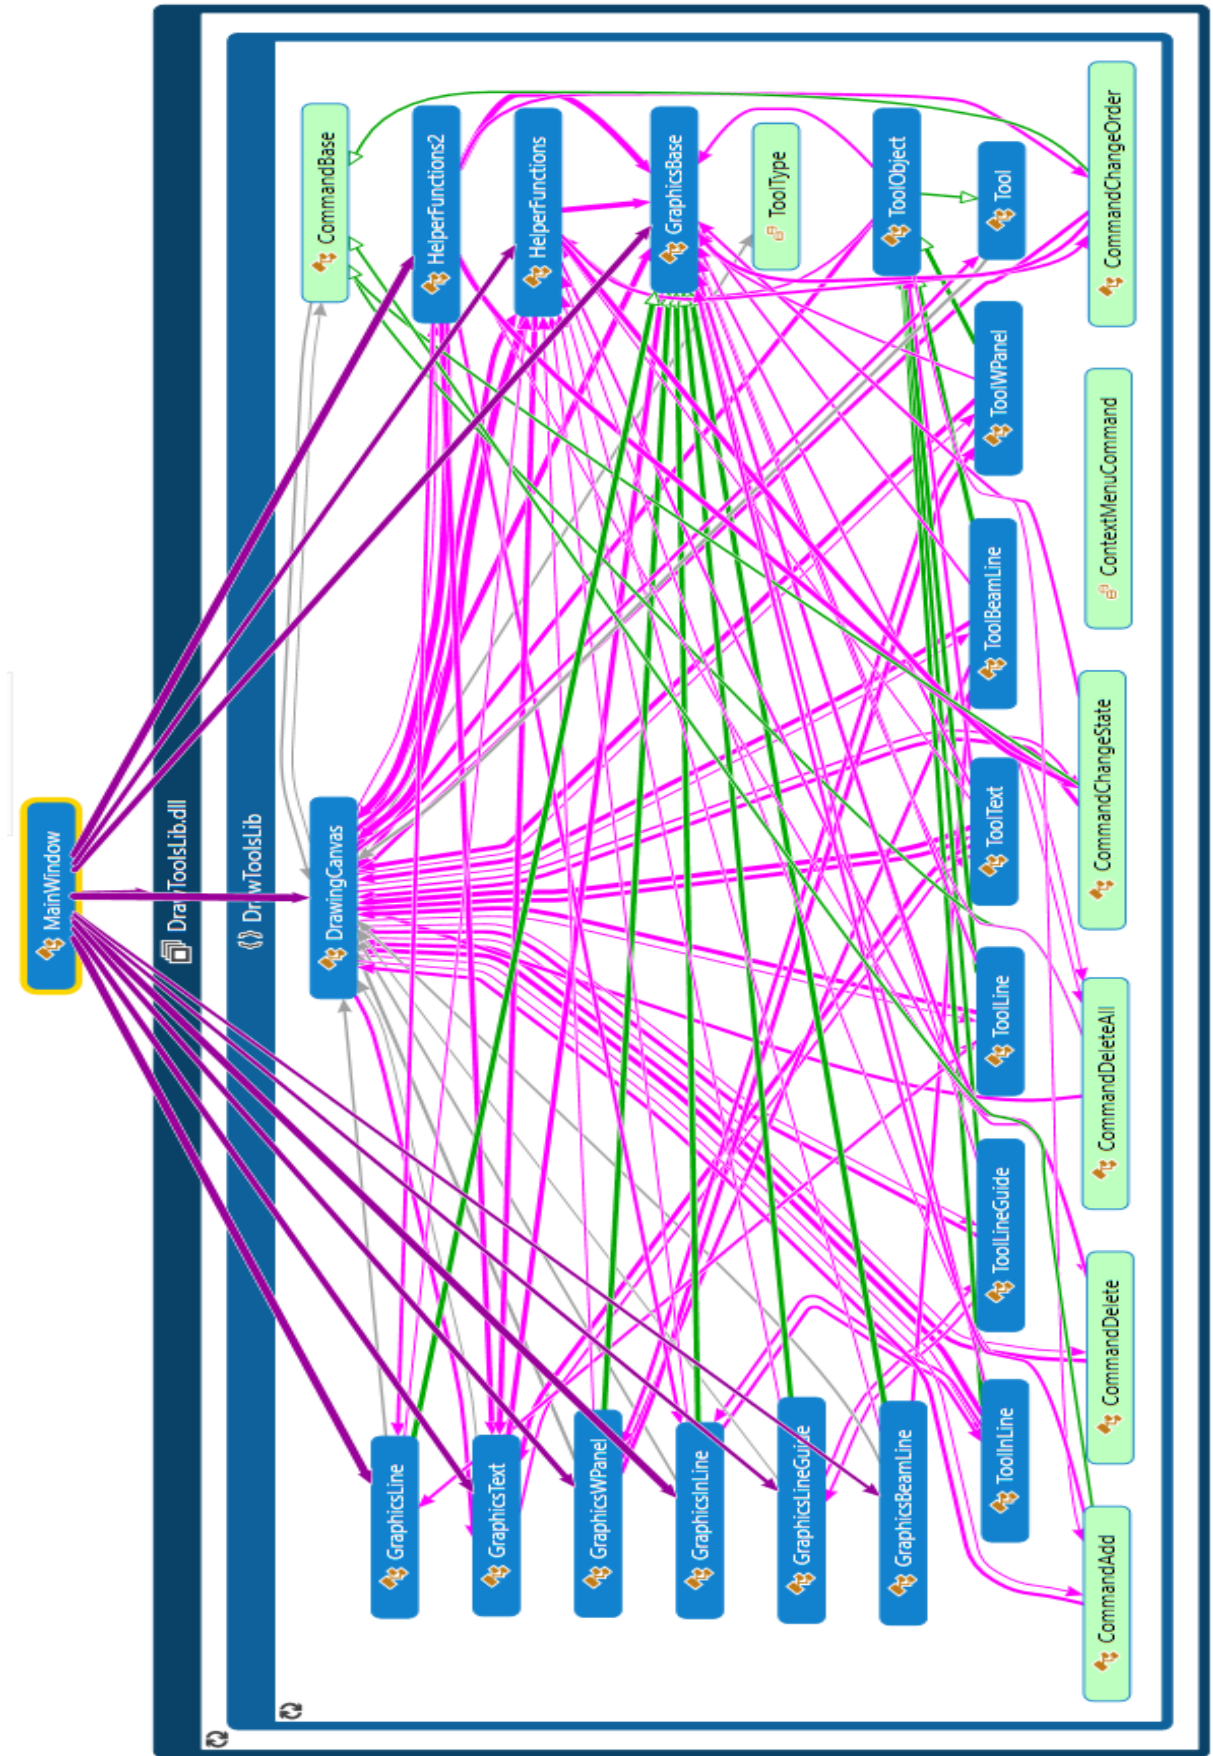 MainWindow
DrawToolsLib.dll
{} DrawToolsLib
DrawingCanvas
CommandBase
HelperFunctions2
HelperFunctions
GraphicsBase
ToolType
ToolObject
Tool
CommandChangeOrder
ToolWPanel
ContextMenuCommand
ToolBeamLine
CommandChangeState
ToolText
ToolLine
CommandDeleteAll
ToolLineGuide
CommandDelete
ToolInLine
CommandAdd
GraphicsLine
GraphicsText
GraphicsWPanel
GraphicsInLine
GraphicsLineGuide
GraphicsBeamLine